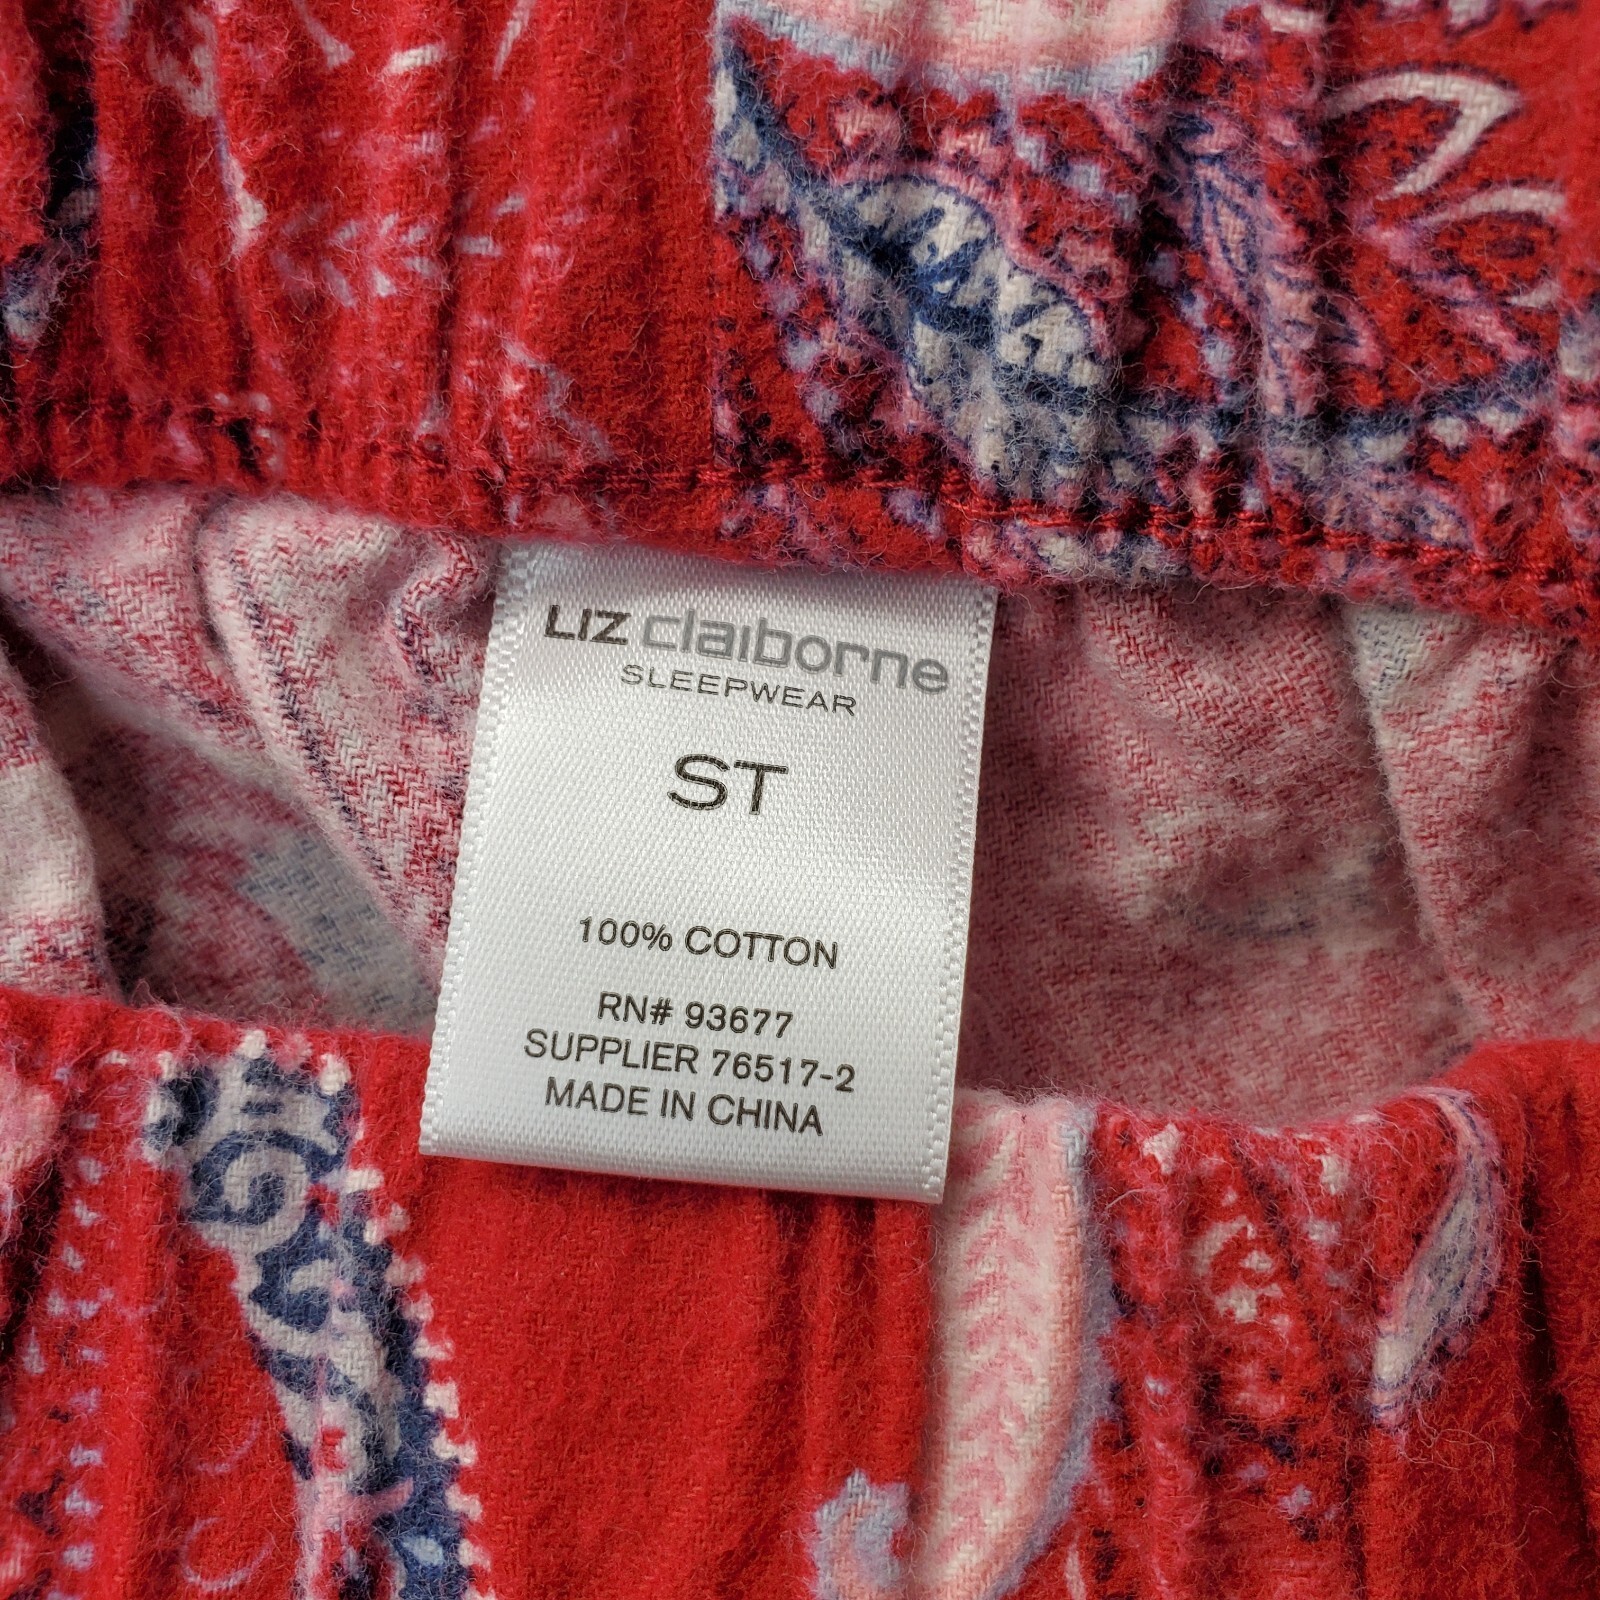 LIZ claiborne
SLEEPWEAR
ST
100% COTTON
RN# 93677
SUPPLIER 76517-2
MADE IN CHINA